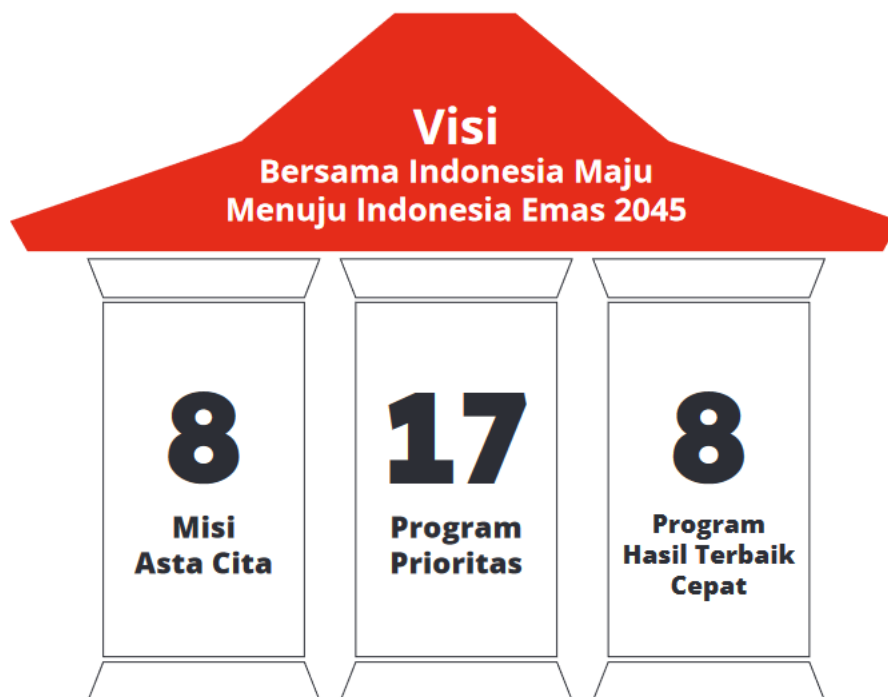 Visi
Bersama Indonesia Maju
Menuju Indonesia Emas 2045
8
Misi
Asta Cita
17
Program
Prioritas
8
Program
Hasil Terbaik
Cepat